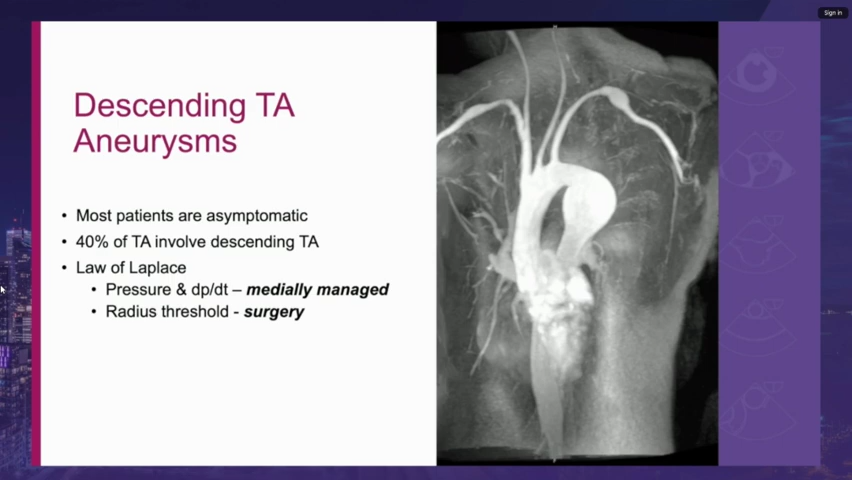 Sign in
Descending TA
Aneurysms
• Most patients are asymptomatic
• 40% of TA involve descending TA
• Law of Laplace
• Pressure & dp/dt – medially managed
• Radius threshold - surgery